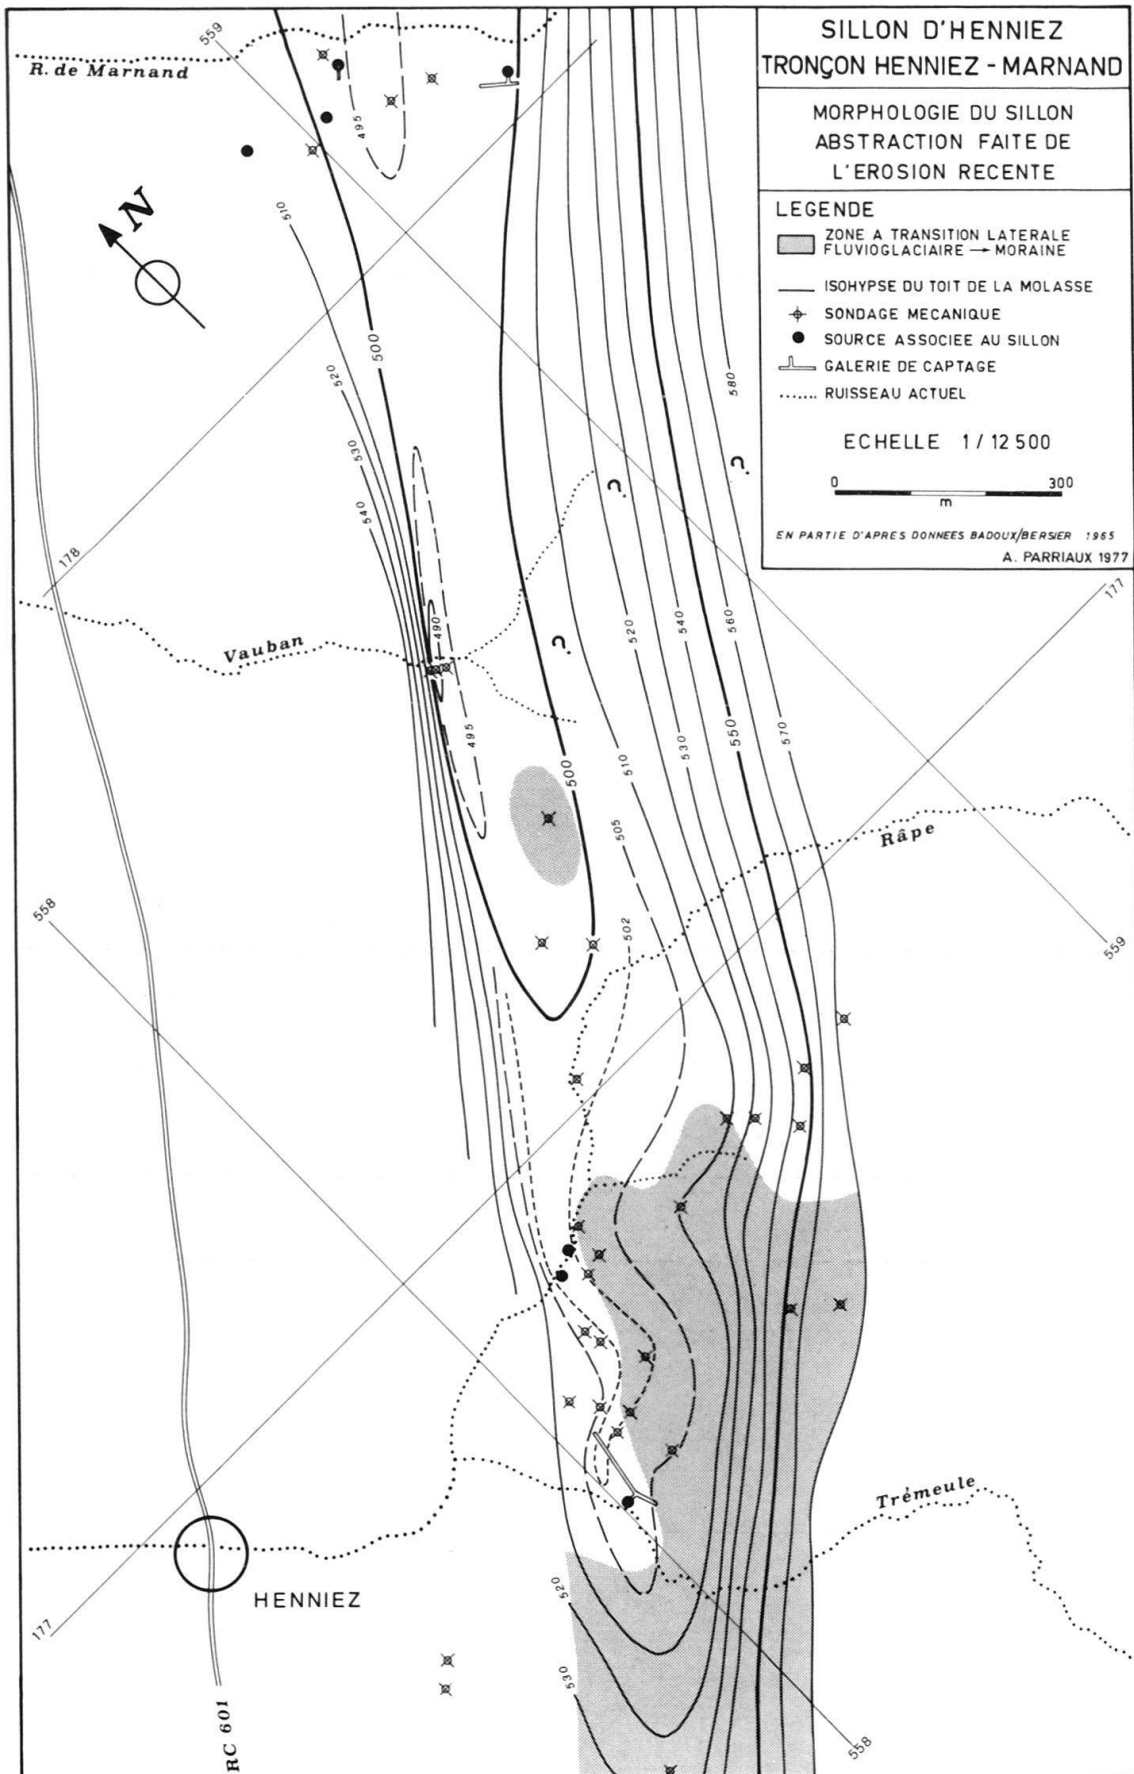 SILLON D'HENNIEZ
TRONÇON HENNIEZ - MARNAND
MORPHOLOGIE DU SILLON
ABSTRACTION FAITE DE
L'EROSION RECENTE
LEGENDE
ZONE A TRANSITION LATERALE
FLUVIOGLACIAIRE → MORAINE
ISOHYPSE DU TOIT DE LA MOLASSE
SONDAGE MECANIQUE
SOURCE ASSOCIEE AU SILLON
GALERIE DE CAPTAGE
RUISSEAU ACTUEL
ECHELLE 1 / 12 500
0 300
m
EN PARTIE D'APRES DONNEES BADOUX/BERSIER 1965
A. PARRIAUX 1977
559
R. de Marnand
495
N
510
500
520
530
540
580
178
177
Vauban
490
495
500
510
520
530
540
550
560
570
505
502
Râpe
558
559
Trémeule
HENNIEZ
177
520
530
RC 601
558